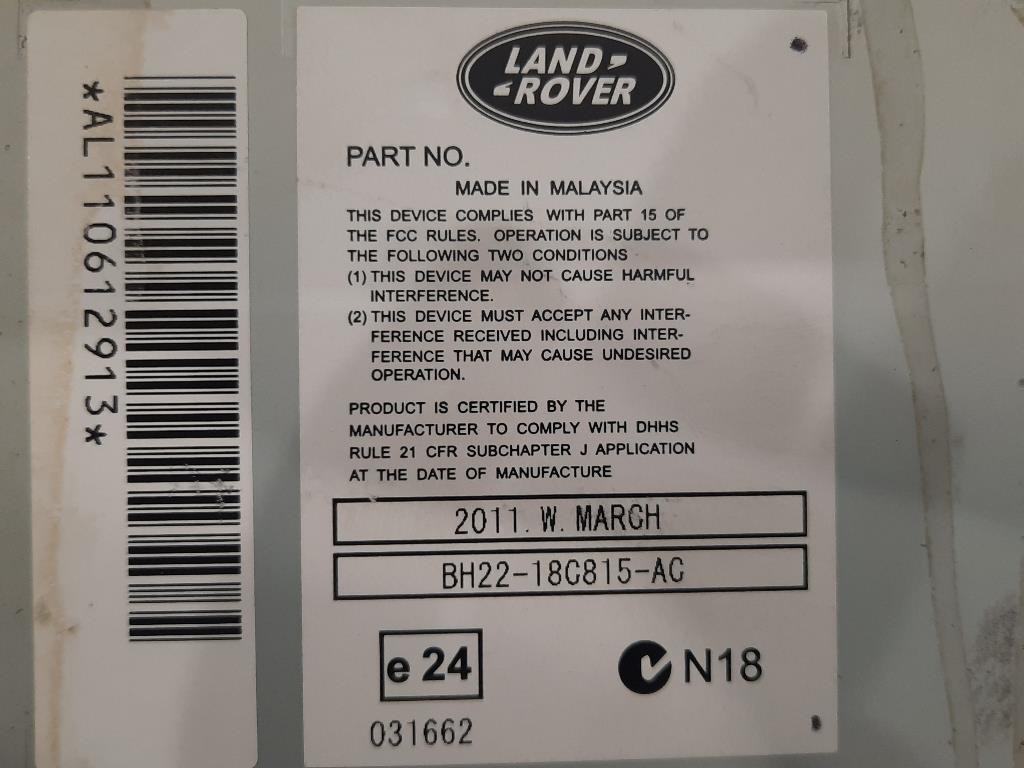 *AL11061291​3*
LAND
ROVER
PART NO.
MADE IN MALAYSIA
THIS DEVICE COMPLIES WITH PART 15 OF
THE FCC RULES. OPERATION IS SUBJECT TO
THE FOLLOWING TWO CONDITIONS
(1) THIS DEVICE MAY NOT CAUSE HARMFUL
INTERFERENCE.
(2) THIS DEVICE MUST ACCEPT ANY INTER-
FERENCE RECEIVED INCLUDING INTER-
FERENCE THAT MAY CAUSE UNDESIRED
OPERATION.
PRODUCT IS CERTIFIED BY THE
MANUFACTURER TO COMPLY WITH DHHS
RULE 21 CFR SUBCHAPTER J APPLICATION
AT THE DATE OF MANUFACTURE
2011. W. MARCH
BH22-18C815-AC
e 24
N18
031662